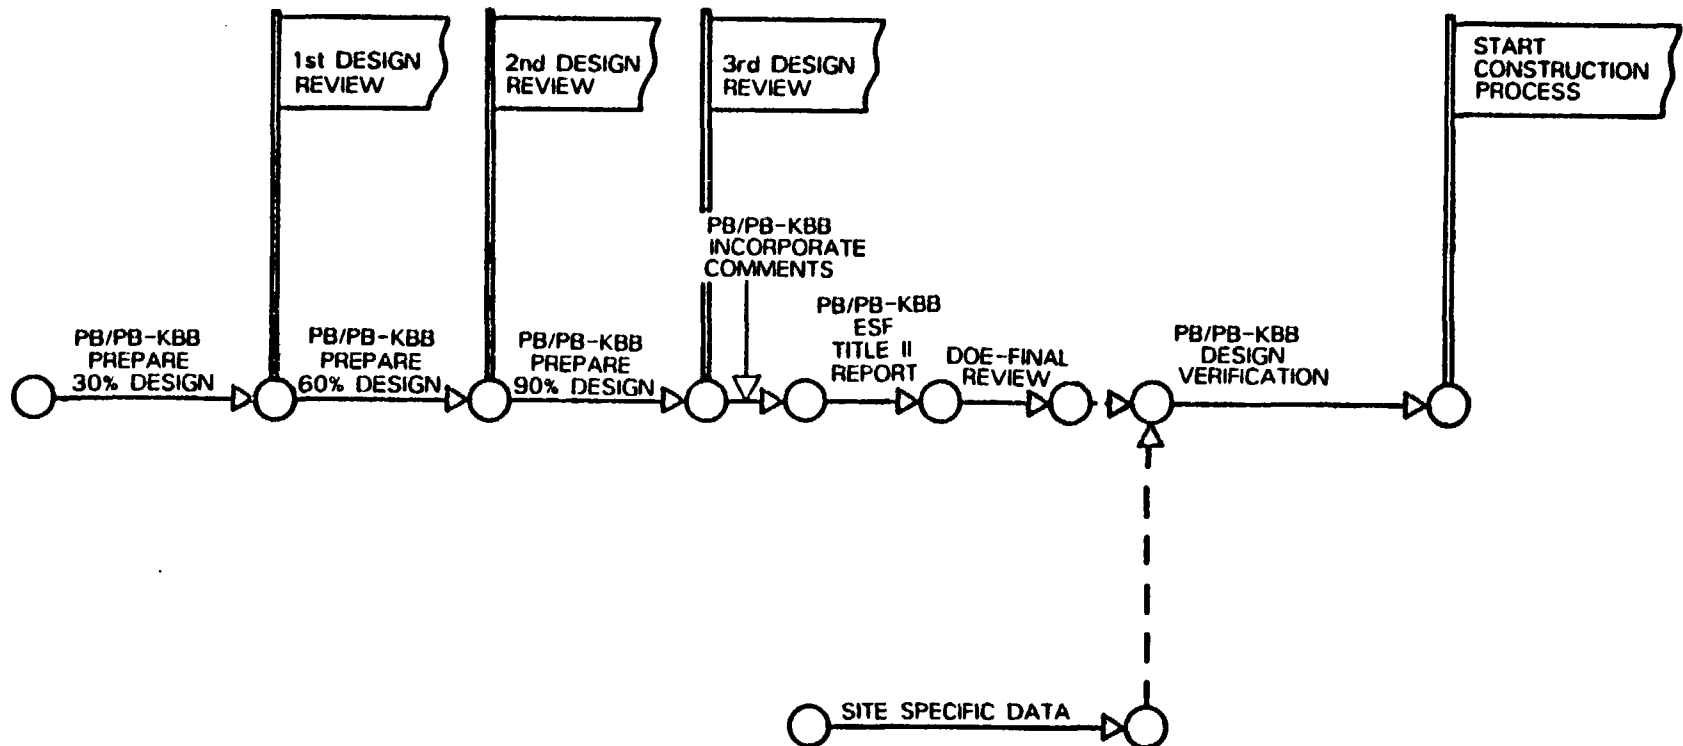 1st DESIGN
REVIEW
2nd DESIGN
REVIEW
3rd DESIGN
REVIEW
START
CONSTRUCTION
PROCESS
PB/PB-KBB
INCORPORATE
COMMENTS
PB/PB-KBB
PREPARE
30% DESIGN
PB/PB-KBB
PREPARE
60% DESIGN
PB/PB-KBB
PREPARE
90% DESIGN
PB/PB-KBB
ESF
TITLE II
REPORT
DOE-FINAL
REVIEW
PB/PB-KBB
DESIGN
VERIFICATION
SITE SPECIFIC DATA